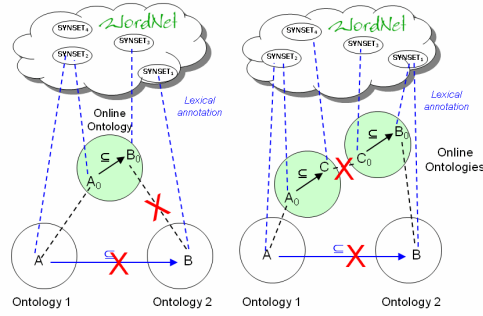 WordNet
SYNSET4
SYNSET2
SYNSET3
SYNSET1
Lexical
annotation
Online
Ontology
⊆
B0
A0
A
⊆
B
Ontology 1
Ontology 2
WordNet
SYNSET4
SYNSET2
SYNSET3
SYNSET1
Lexical
annotation
⊆
B0
C
C0
Online
Ontologies
⊆
A0
A
⊆
B
Ontology 1
Ontology 2